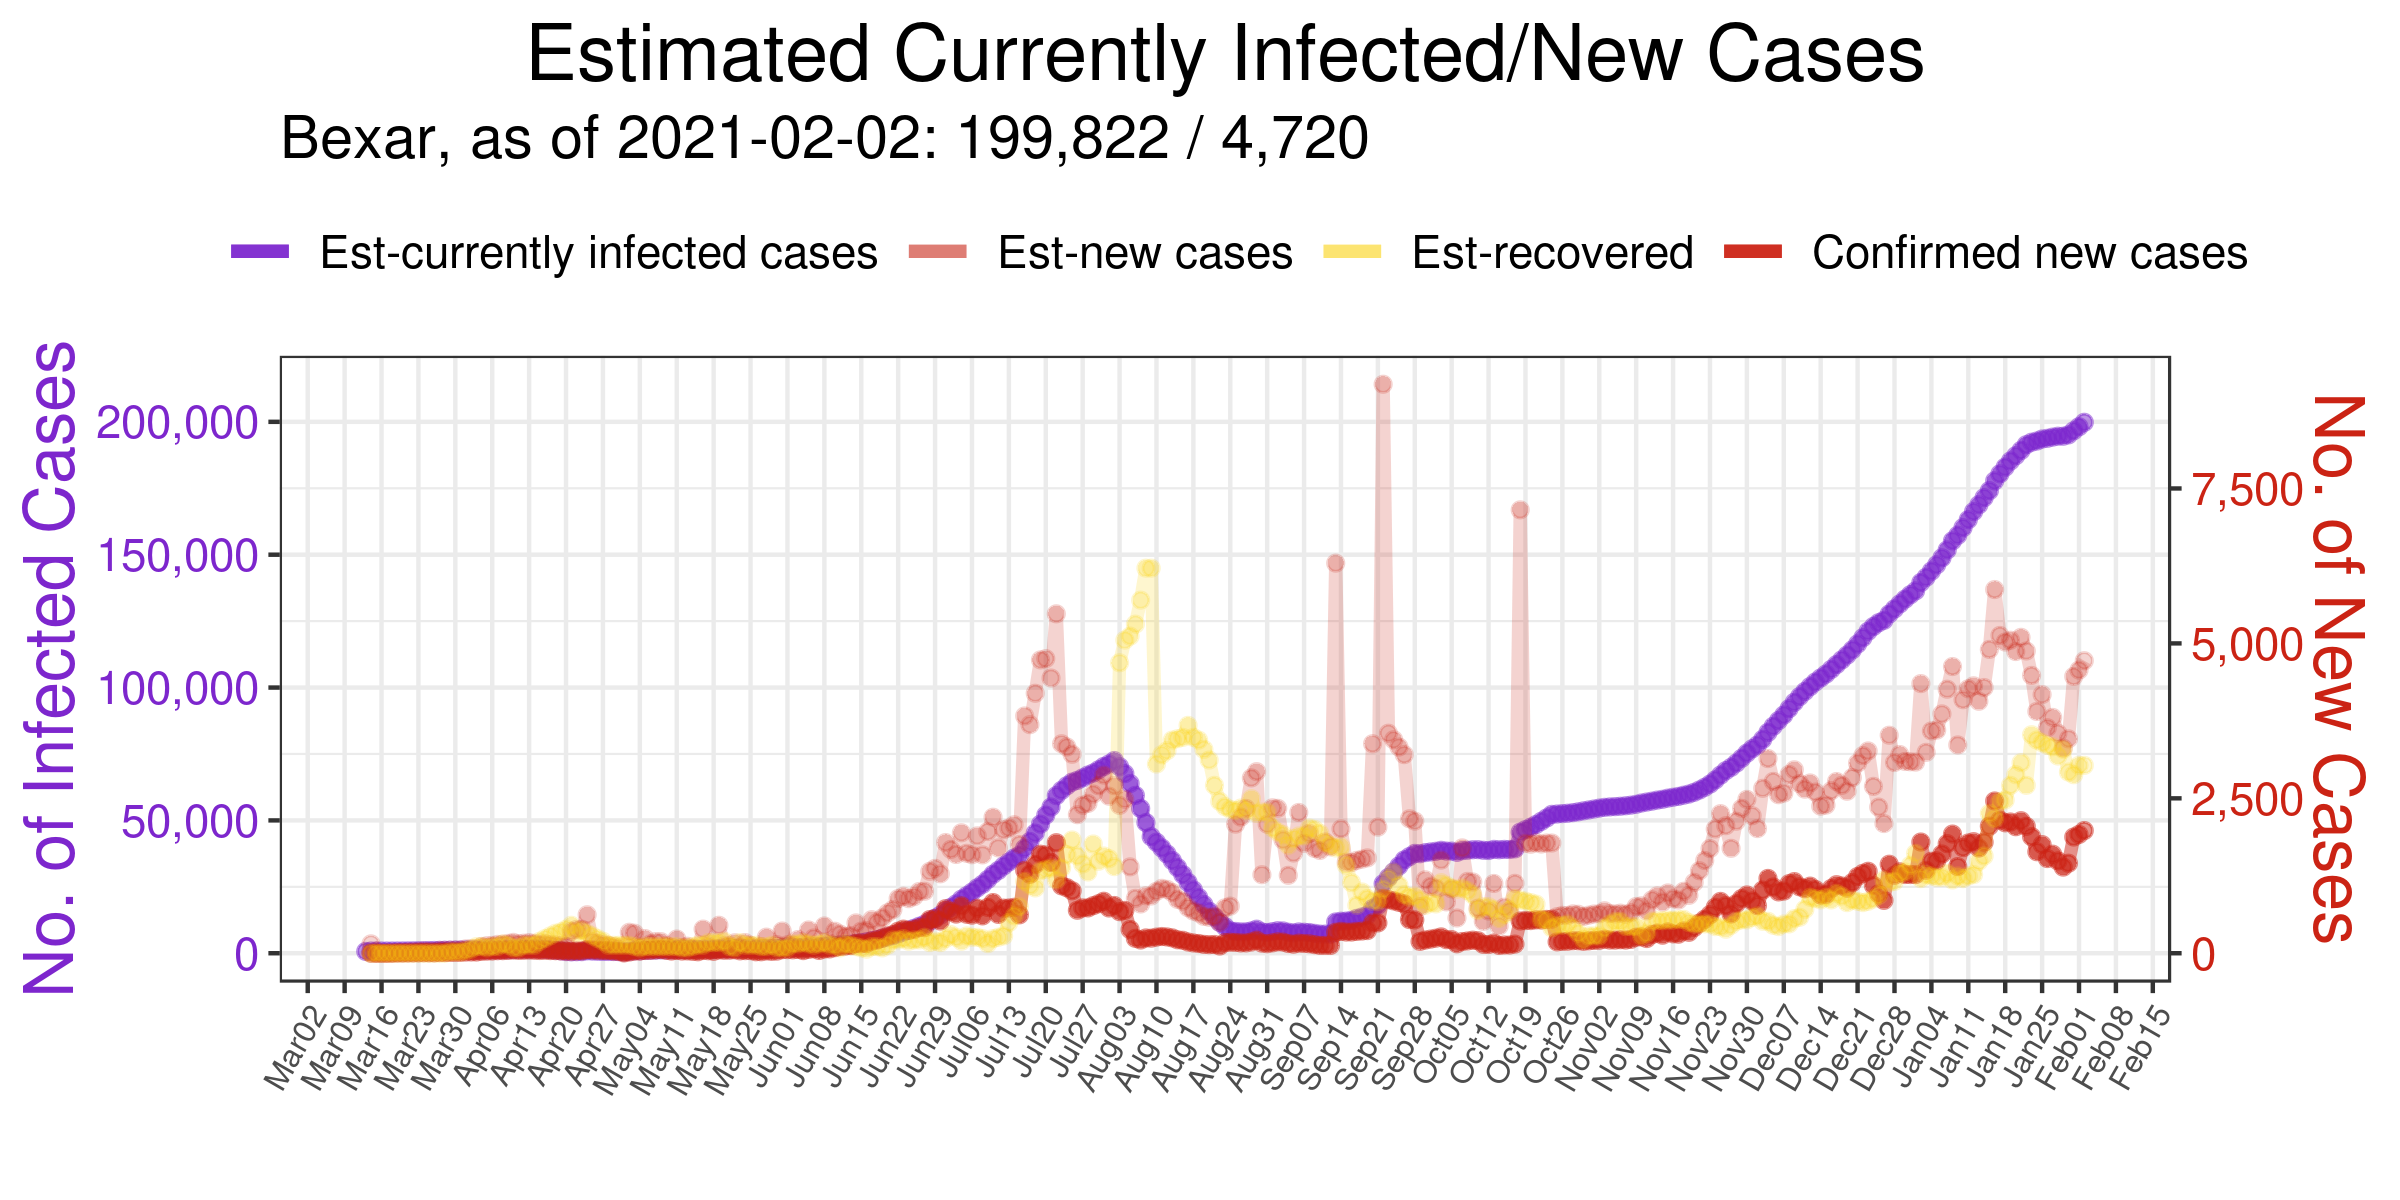 Estimated Currently Infected/New Cases
Bexar, as of 2021-02-02: 199,822 / 4,720
Est-currently infected cases Est-new cases Est-recovered Confirmed new cases
No. of Infected Cases
200,000
150,000
100,000
50,000
0
No. of New Cases
7,500
5,000
2,500
0
Mar02 Mar09 Mar16 Mar23 Mar30 Apr06 Apr13 Apr20 Apr27 May04 May11 May18 May25 Jun01 Jun08 Jun15 Jun22 Jun29 Jul06 Jul13 Jul20 Jul27 Aug03 Aug10 Aug17 Aug24 Aug31 Sep07 Sep14 Sep21 Sep28 Oct05 Oct12 Oct19 Oct26 Nov02 Nov09 Nov16 Nov23 Nov30 Dec07 Dec14 Dec21 Dec28 Jan04 Jan11 Jan18 Jan25 Feb01 Feb08 Feb15